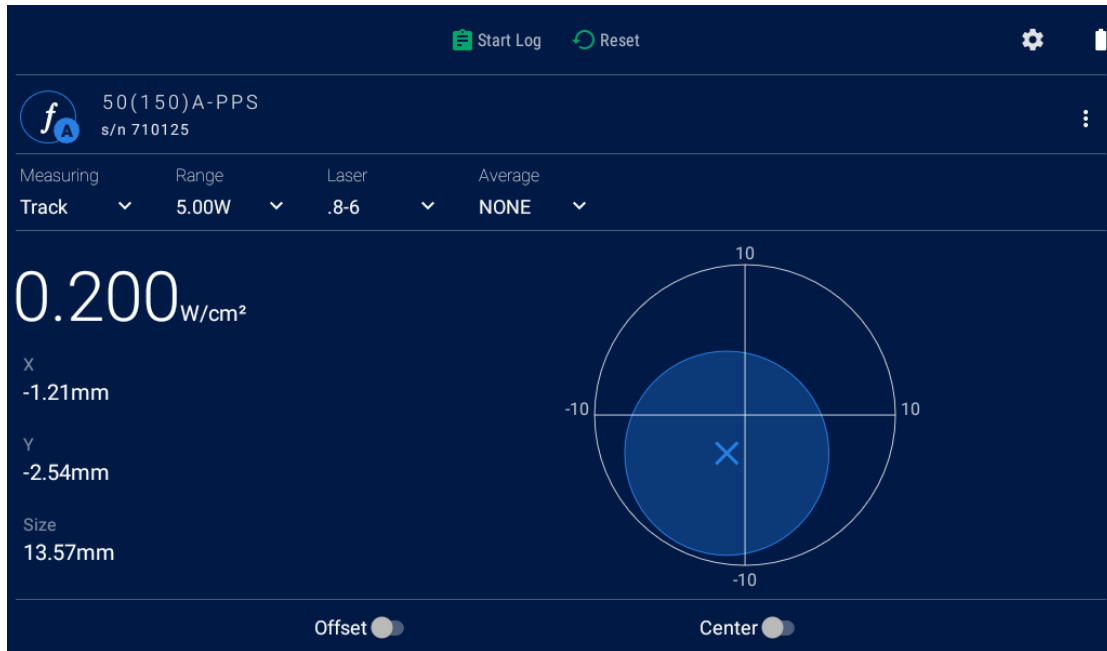 Start Log Reset
f A 50(150)A-PPS
s/n 710125
Measuring Range Laser Average
Track 5.00W .8-6 NONE
10
0.200W/cm²
X
-1.21mm
-10 10
Y
-2.54mm
Size
13.57mm
-10
Offset Center